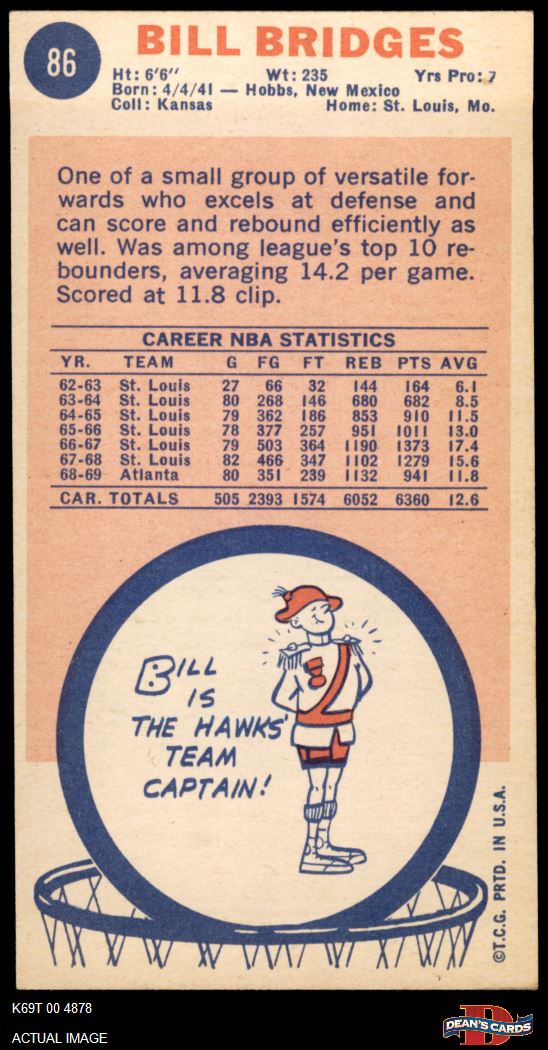 86
BILL BRIDGES
Ht: 6'6" Wt: 235 Yrs Pro: 7
Born: 4/4/41 — Hobbs, New Mexico
Coll: Kansas Home: St. Louis, Mo.
One of a small group of versatile for-
wards who excels at defense and
can score and rebound efficiently as
well. Was among league's top 10 re-
bounders, averaging 14.2 per game.
Scored at 11.8 clip.
CAREER NBA STATISTICS
YR. TEAM G FG FT REB PTS AVG
62-63 St. Louis 27 66 32 144 164 6.1
63-64 St. Louis 80 268 146 680 682 8.5
64-65 St. Louis 79 362 186 853 910 11.5
65-66 St. Louis 78 377 257 951 1011 13.0
66-67 St. Louis 79 503 364 1190 1373 17.4
67-68 St. Louis 82 466 347 1102 1279 15.6
68-69 Atlanta 80 351 239 1132 941 11.8
CAR. TOTALS 505 2393 1574 6052 6360 12.6
BILL
IS
THE HAWKS'
TEAM
CAPTAIN!
©T.C.G. PRTD. IN U.S.A.
K69T 00 4878
ACTUAL IMAGE
D
DEAN'S CARDS